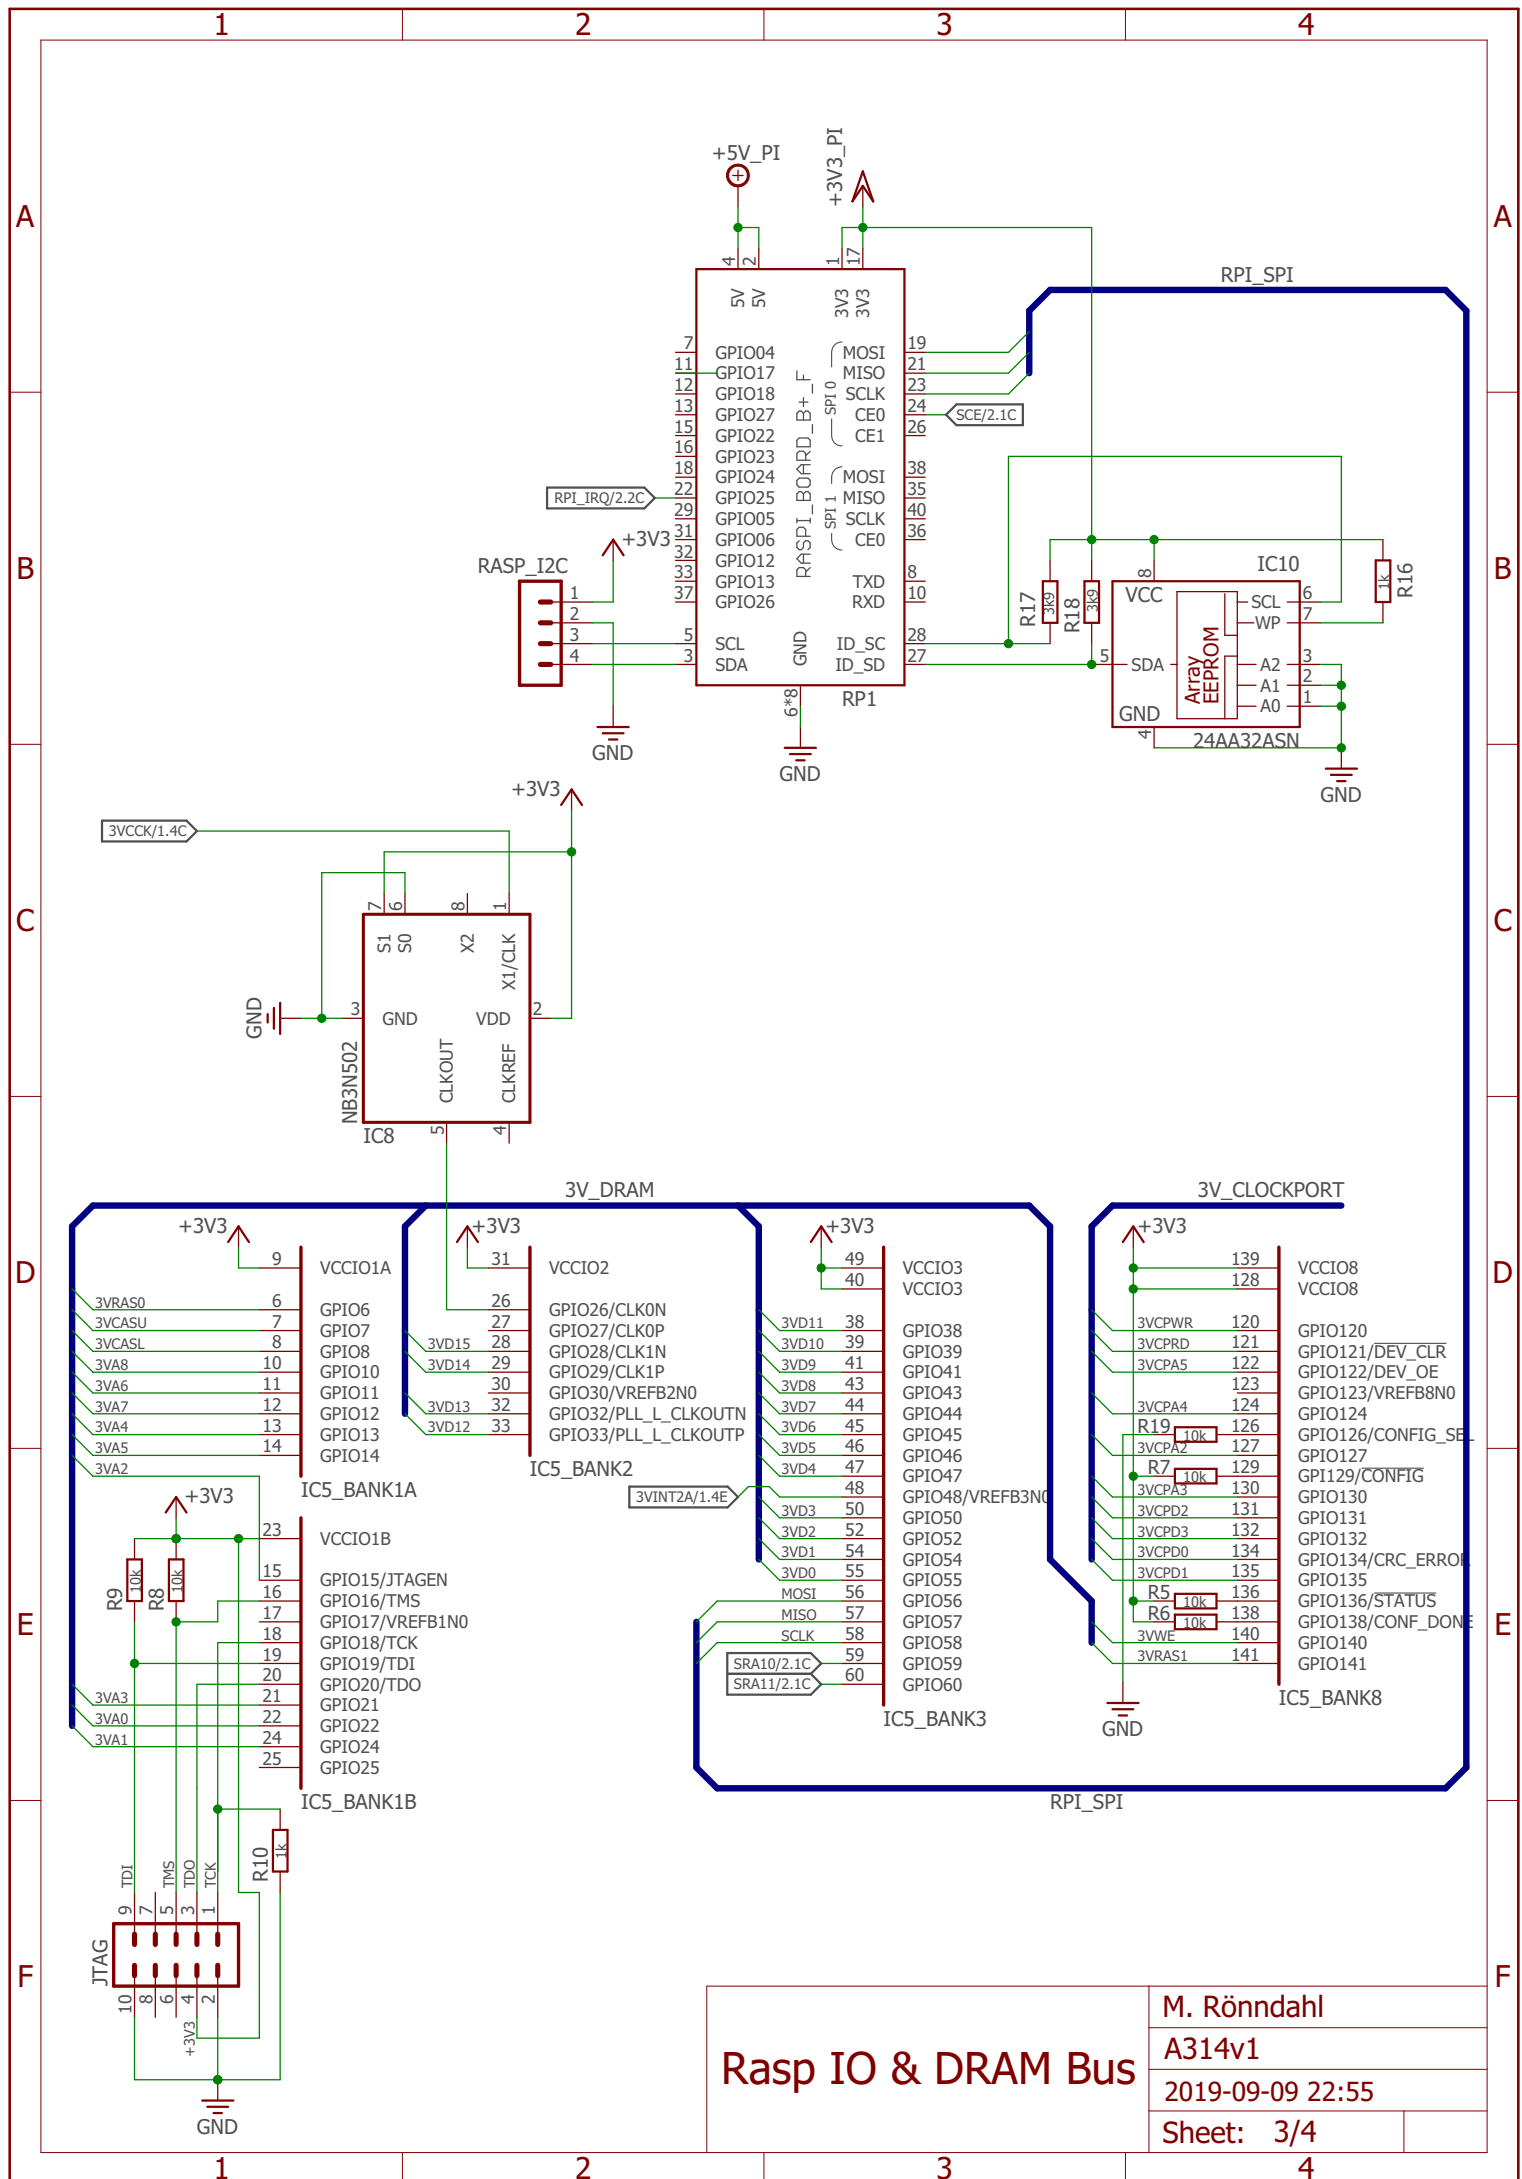 1 2 3 4
A A
B B
C C
D D
E E
F F
+5V_PI
+3V3_PI
4 2 1 17
5V 5V 3V3 3V3
RPI_SPI
7 GPIO04
11 GPIO17
12 GPIO18
13 GPIO27
15 GPIO22
16 GPIO23
18 GPIO24
22 GPIO25
29 GPIO05
31 GPIO06
32 GPIO12
33 GPIO13
37 GPIO26
5 SCL
3 SDA
RASPI_BOARD_B+_F
SPI 0
MOSI 19
MISO 21
SCLK 23
CE0 24
CE1 26
SPI 1
MOSI 38
MISO 35
SCLK 40
CE0 36
TXD 8
RXD 10
ID_SC 28
ID_SD 27
GND
6*8
RP1
GND
SCE/2.1C
RPI_IRQ/2.2C
+3V3
RASP_I2C
1
2
3
4
GND
R17 3k9
R18 3k9
R16 1k
IC10
8 VCC
SCL 6
WP 7
5 SDA
A2 3
A1 2
A0 1
Array
EEPROM
GND
4
24AA32ASN
GND
+3V3
3VCCK/1.4C
7 6 8 1
S1 S0 X2 X1/CLK
GND
3 GND VDD 2
CLKOUT CLKREF
NB3N502
5 4
IC8
3V_DRAM
3V_CLOCKPORT
+3V3
9 VCCIO1A
3VRAS0 6 GPIO6
3VCASU 7 GPIO7
3VCASL 8 GPIO8
3VA8 10 GPIO10
3VA6 11 GPIO11
3VA7 12 GPIO12
3VA4 13 GPIO13
3VA5 14 GPIO14
3VA2
IC5_BANK1A
+3V3
23 VCCIO1B
15 GPIO15/JTAGEN
16 GPIO16/TMS
17 GPIO17/VREFB1N0
18 GPIO18/TCK
19 GPIO19/TDI
20 GPIO20/TDO
3VA3 21 GPIO21
3VA0 22 GPIO22
3VA1 24 GPIO24
25 GPIO25
IC5_BANK1B
R9 10k
R8 10k
R10 1k
TDI TMS TDO TCK
9 7 5 3 1
JTAG
10 8 6 4 2
+3V3
GND
+3V3
31 VCCIO2
26 GPIO26/CLK0N
27 GPIO27/CLK0P
3VD15 28 GPIO28/CLK1N
3VD14 29 GPIO29/CLK1P
30 GPIO30/VREFB2N0
3VD13 32 GPIO32/PLL_L_CLKOUTN
3VD12 33 GPIO33/PLL_L_CLKOUTP
IC5_BANK2
+3V3
49 VCCIO3
40 VCCIO3
3VD11 38 GPIO38
3VD10 39 GPIO39
3VD9 41 GPIO41
3VD8 43 GPIO43
3VD7 44 GPIO44
3VD6 45 GPIO45
3VD5 46 GPIO46
3VD4 47 GPIO47
3VINT2A/1.4E 48 GPIO48/VREFB3N0
3VD3 50 GPIO50
3VD2 52 GPIO52
3VD1 54 GPIO54
3VD0 55 GPIO55
MOSI 56 GPIO56
MISO 57 GPIO57
SCLK 58 GPIO58
SRA10/2.1C 59 GPIO59
SRA11/2.1C 60 GPIO60
IC5_BANK3
+3V3
139 VCCIO8
128 VCCIO8
3VCPWR 120 GPIO120
3VCPRD 121 GPIO121/DEV_CLR
3VCPA5 122 GPIO122/DEV_OE
123 GPIO123/VREFB8N0
3VCPA4 124 GPIO124
R19 10k 126 GPIO126/CONFIG_SEL
3VCPA2 127 GPIO127
R7 10k 129 GPI129/CONFIG
3VCPA3 130 GPIO130
3VCPD2 131 GPIO131
3VCPD3 132 GPIO132
3VCPD0 134 GPIO134/CRC_ERROR
3VCPD1 135 GPIO135
R5 10k 136 GPIO136/STATUS
R6 10k 138 GPIO138/CONF_DONE
3VWE 140 GPIO140
3VRAS1 141 GPIO141
IC5_BANK8
GND
RPI_SPI
Rasp IO & DRAM Bus
M. Rönndahl
A314v1
2019-09-09 22:55
Sheet: 3/4
1 2 3 4